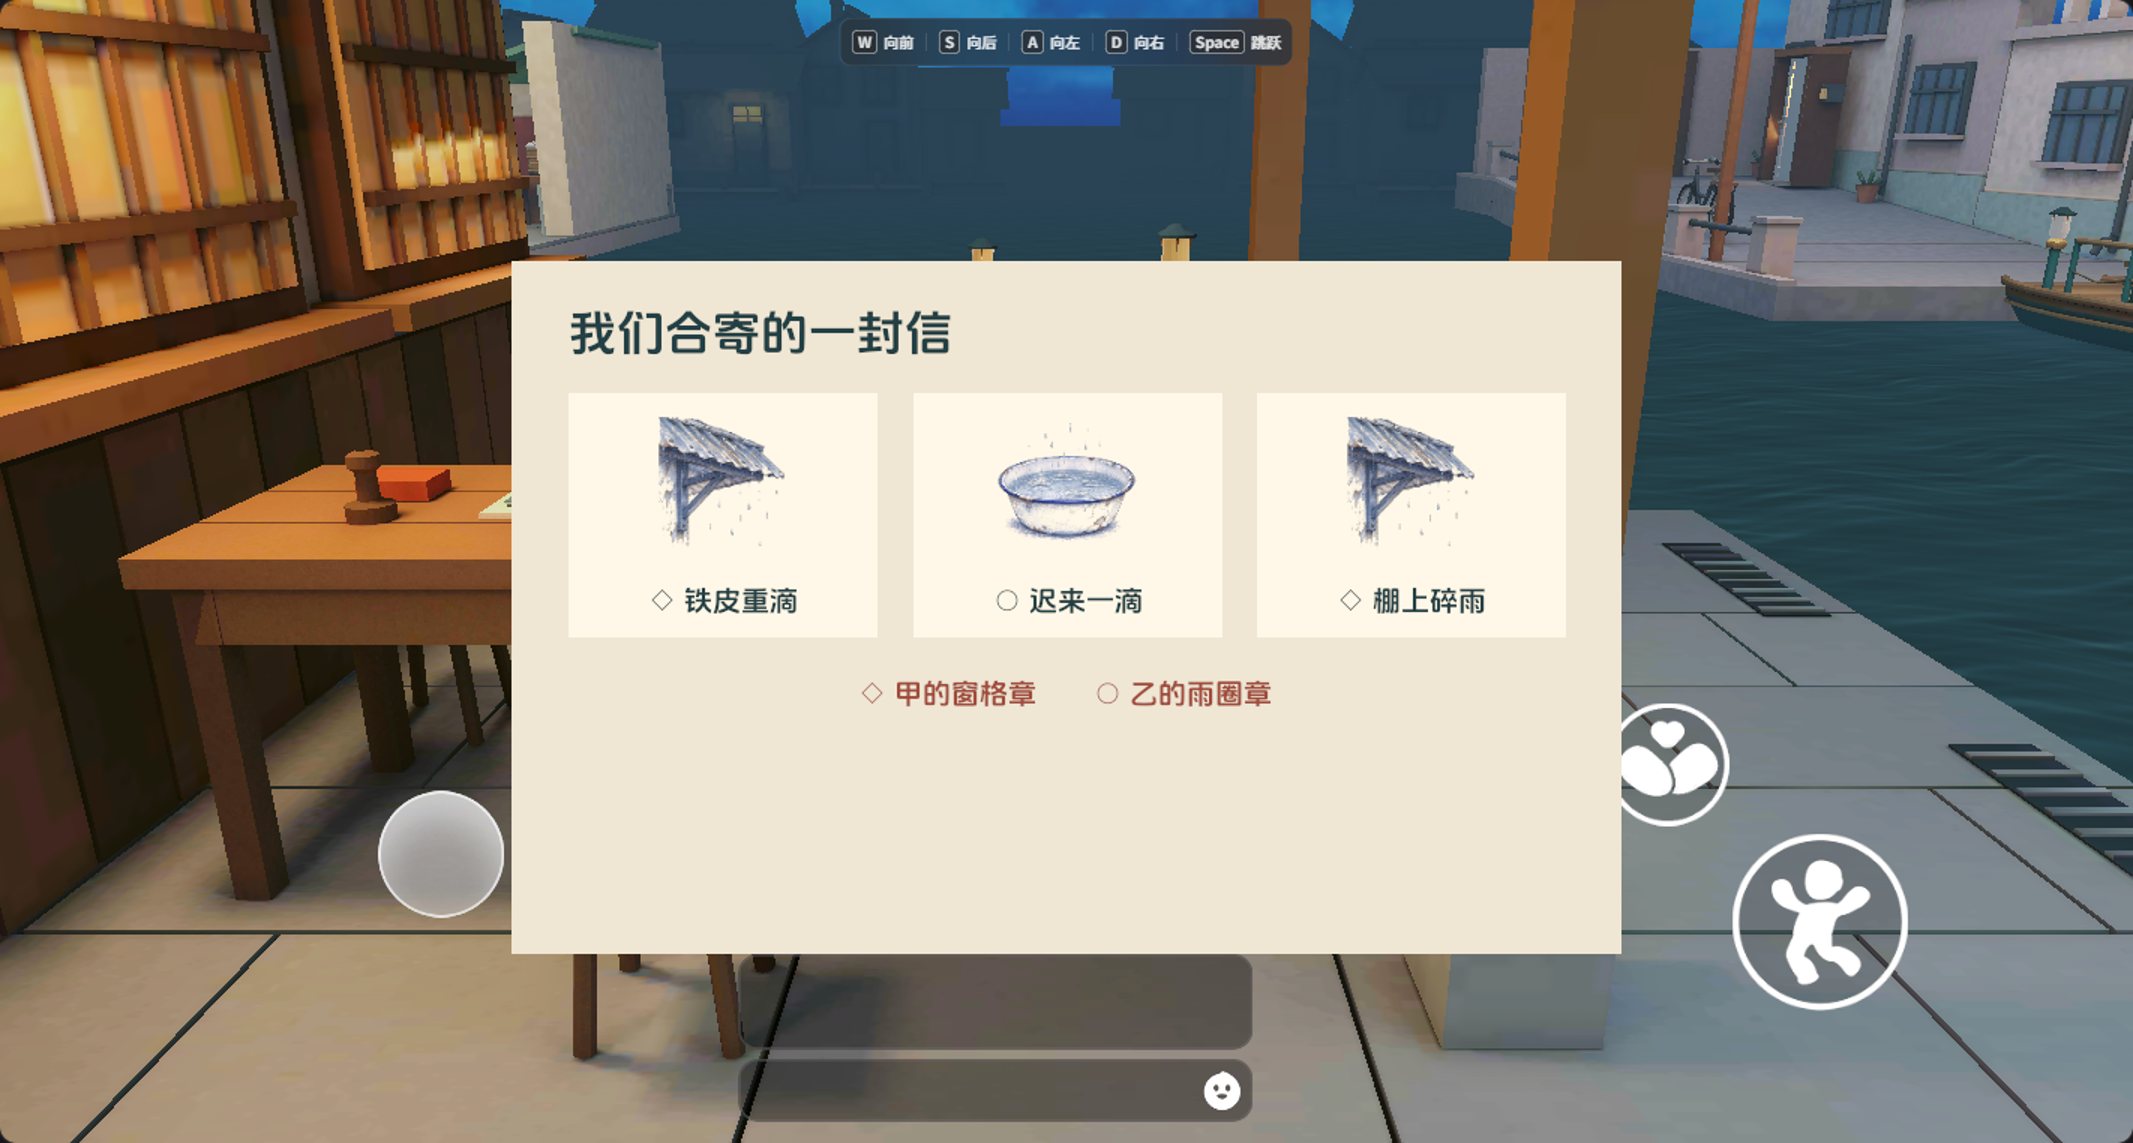 W 向前 S 向后 A 向左 D 向右 Space 跳跃
我们合寄的一封信
◇ 铁皮重滴
○ 迟来一滴
◇ 棚上碎雨
◇ 甲的窗格章 ○ 乙的雨圈章